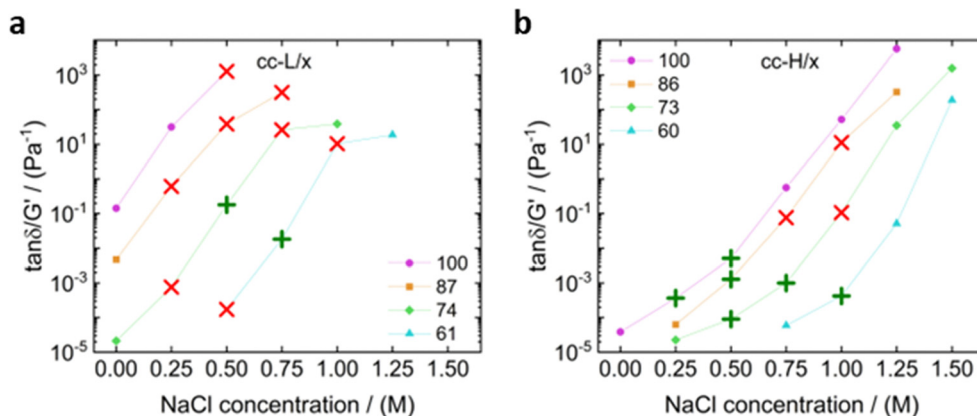 a
cc-L/x
tanδ/G' / (Pa⁻¹)
10³
10¹
10⁻¹
10⁻³
10⁻⁵
100
87
74
61
0.00 0.25 0.50 0.75 1.00 1.25 1.50
NaCl concentration / (M)
b
cc-H/x
tanδ/G' / (Pa⁻¹)
10³
10¹
10⁻¹
10⁻³
10⁻⁵
100
86
73
60
0.00 0.25 0.50 0.75 1.00 1.25 1.50
NaCl concentration / (M)